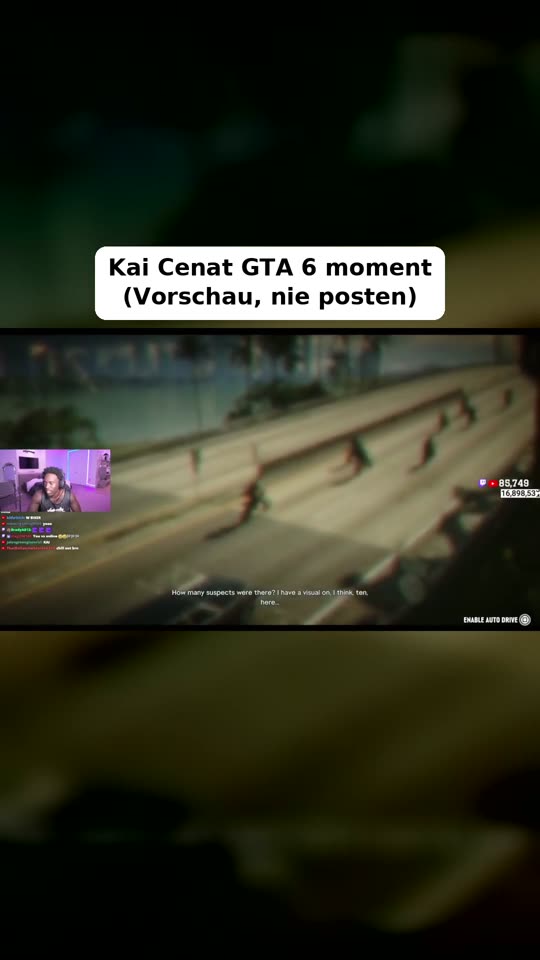 Kai Cenat GTA 6 moment
(Vorschau, nie posten)
85,749
16,898,53
How many suspects were there? I have a visual on, I think, ten,
here...
ENABLE AUTO DRIVE